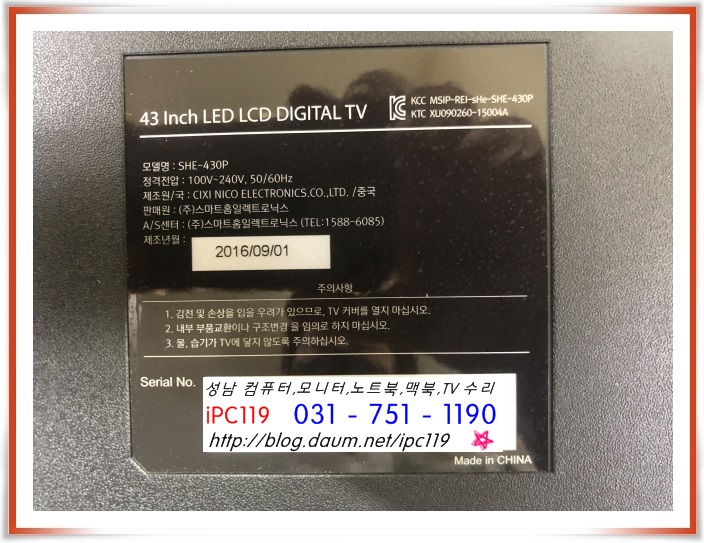 43 Inch LED LCD DIGITAL TV
KCC MSIP-REI-sHe-SHE-430P
KTC XU090260-15004A
모델명 : SHE-430P
정격전압 : 100V~240V, 50/60Hz
제조원/국 : CIXI NICO ELECTRONICS.CO.,LTD. /중국
판매원 : (주)스마트홈일렉트로닉스
A/S센터 : (주)스마트홈일렉트로닉스 (TEL:1588-6085)
제조년월 : 2016/09/01
주의사항
1. 감전 및 손상을 입을 우려가 있으므로, TV 커버를 열지 마십시오.
2. 내부 부품교환이나 구조변경 을 임의로 하지 마십시오.
3. 물, 습기가 TV에 닿지 않도록 주의하십시오.
Serial No.
성남 컴퓨터,모니터,노트북,맥북,TV 수리
iPC119 031 - 751 - 1190
http://blog.daum.net/ipc119
Made in CHINA